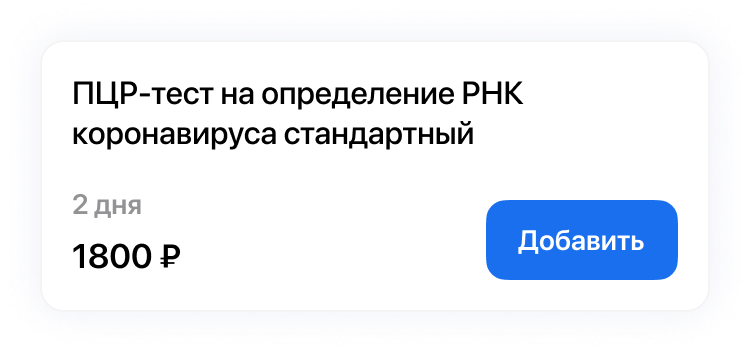 ПЦР-тест на определение РНК
коронавируса стандартный
2 дня
1800 ₽
Добавить